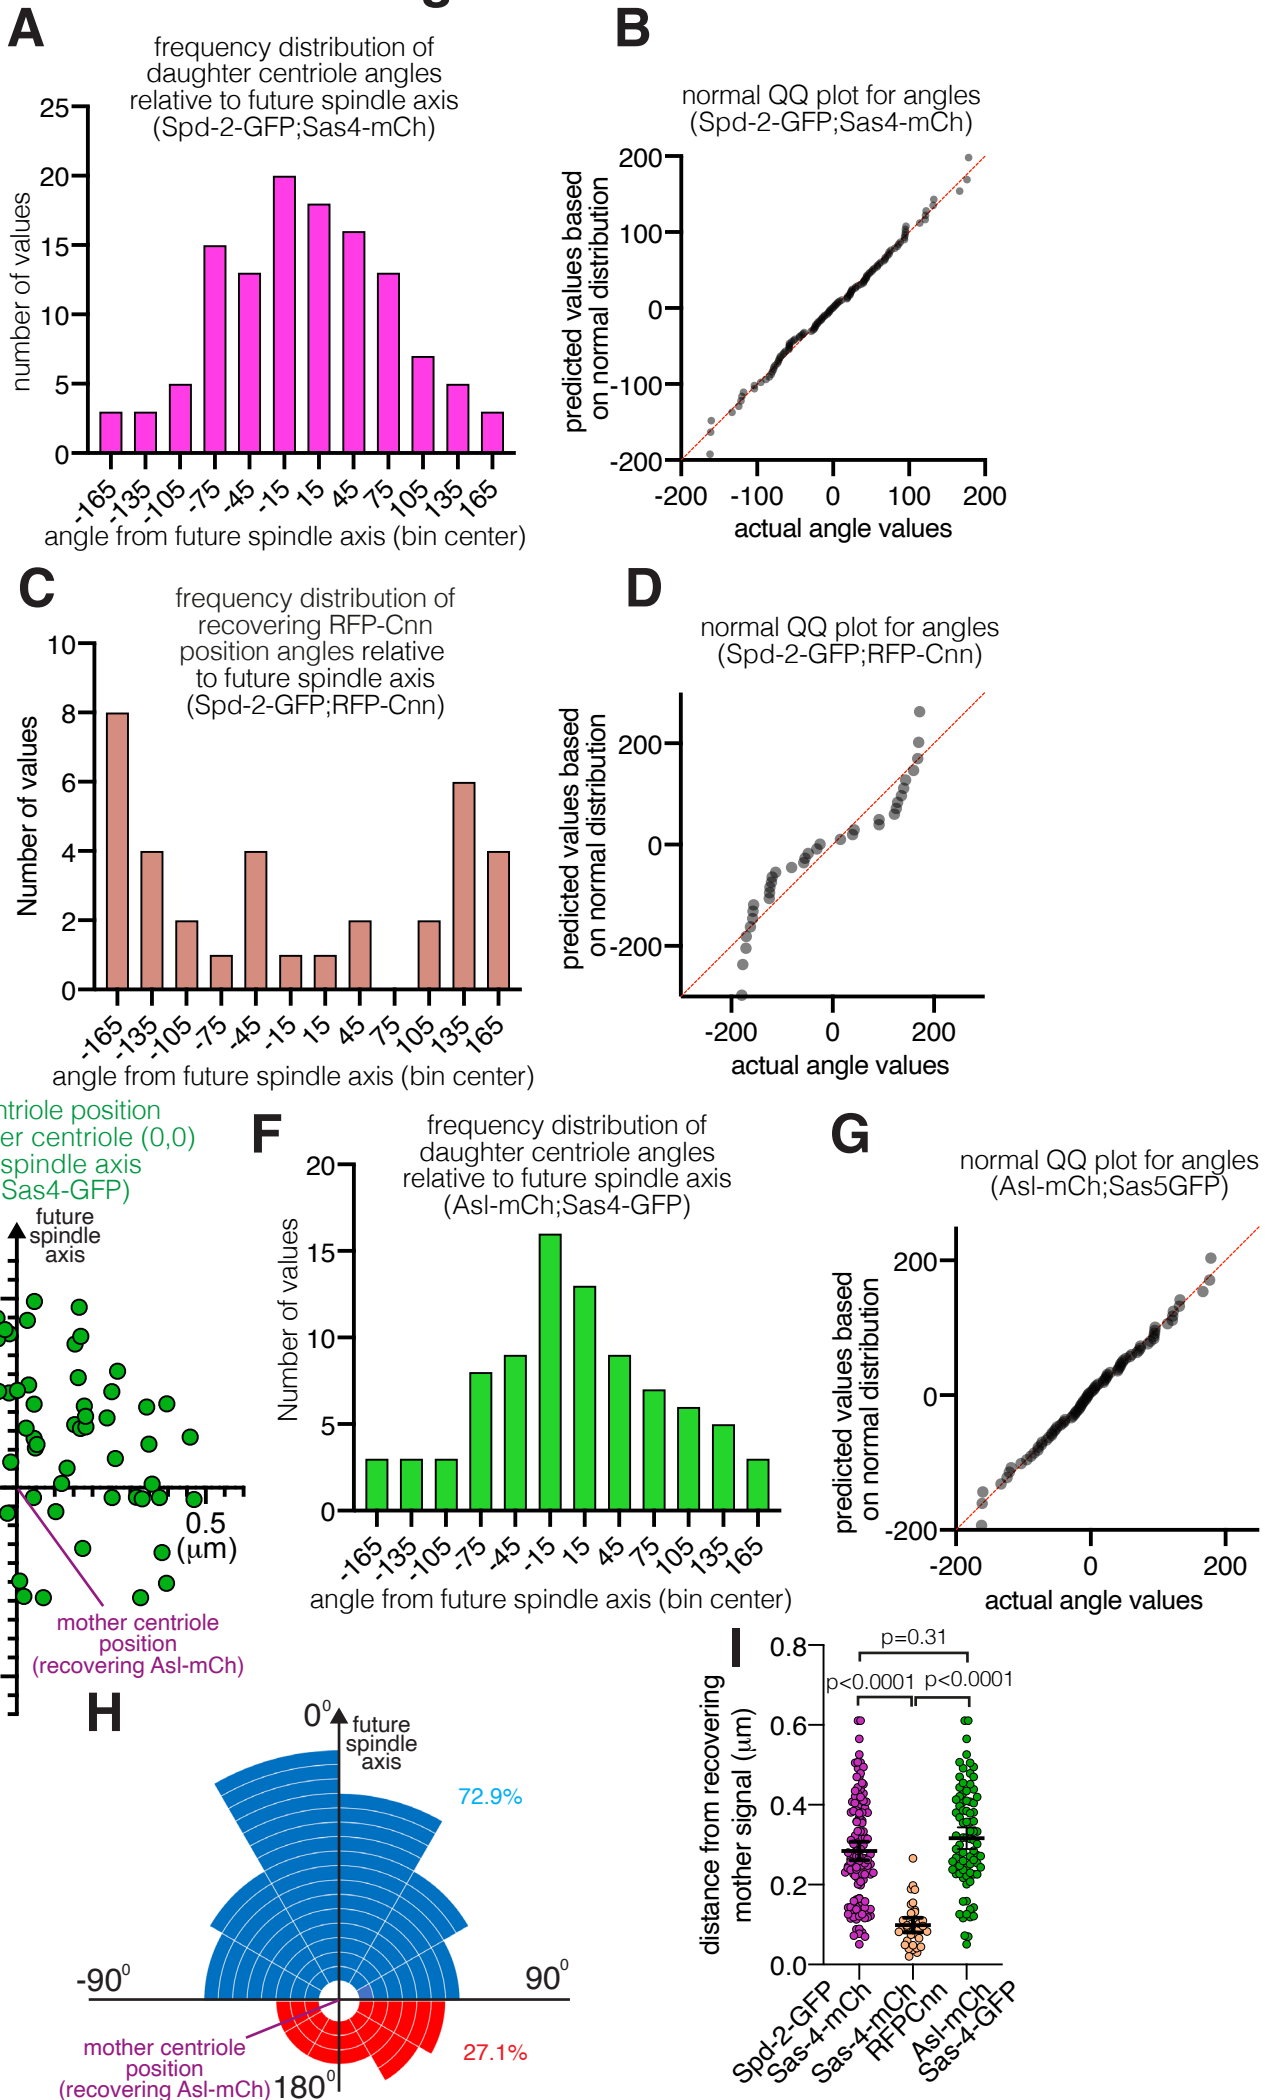 A
frequency distribution of
daughter centriole angles
relative to future spindle axis
(Spd-2-GFP;Sas4-mCh)
number of values
25
20
15
10
5
0
-165
-135
-105
-75
-45
-15
15
45
75
105
135
165
angle from future spindle axis (bin center)
B
normal QQ plot for angles
(Spd-2-GFP;Sas4-mCh)
predicted values based
on normal distribution
200
100
0
-100
-200
-200
-100
0
100
200
actual angle values
C
frequency distribution of
recovering RFP-Cnn
position angles relative
to future spindle axis
(Spd-2-GFP;RFP-Cnn)
Number of values
10
8
6
4
2
0
-165
-135
-105
-75
-45
-15
15
45
75
105
135
165
angle from future spindle axis (bin center)
D
normal QQ plot for angles
(Spd-2-GFP;RFP-Cnn)
predicted values based
on normal distribution
200
0
-200
-200
0
200
actual angle values
ntriole position
er centriole (0,0)
spindle axis
Sas4-GFP)
future
spindle
axis
0.5
(μm)
mother centriole
position
(recovering Asl-mCh)
F
frequency distribution of
daughter centriole angles
relative to future spindle axis
(Asl-mCh;Sas4-GFP)
Number of values
20
15
10
5
0
-165
-135
-105
-75
-45
-15
15
45
75
105
135
165
angle from future spindle axis (bin center)
G
normal QQ plot for angles
(Asl-mCh;Sas5GFP)
predicted values based
on normal distribution
200
0
-200
-200
0
200
actual angle values
H
0⁰
future
spindle
axis
72.9%
-90⁰
90⁰
mother centriole
position
(recovering Asl-mCh)
180⁰
27.1%
I
distance from recovering
mother signal (μm)
0.8
0.6
0.4
0.2
0.0
p=0.31
p<0.0001
p<0.0001
Spd-2-GFP
Sas-4-mCh
Sas-4-mCh
RFPCnn
Asl-mCh
Sas-4-GFP